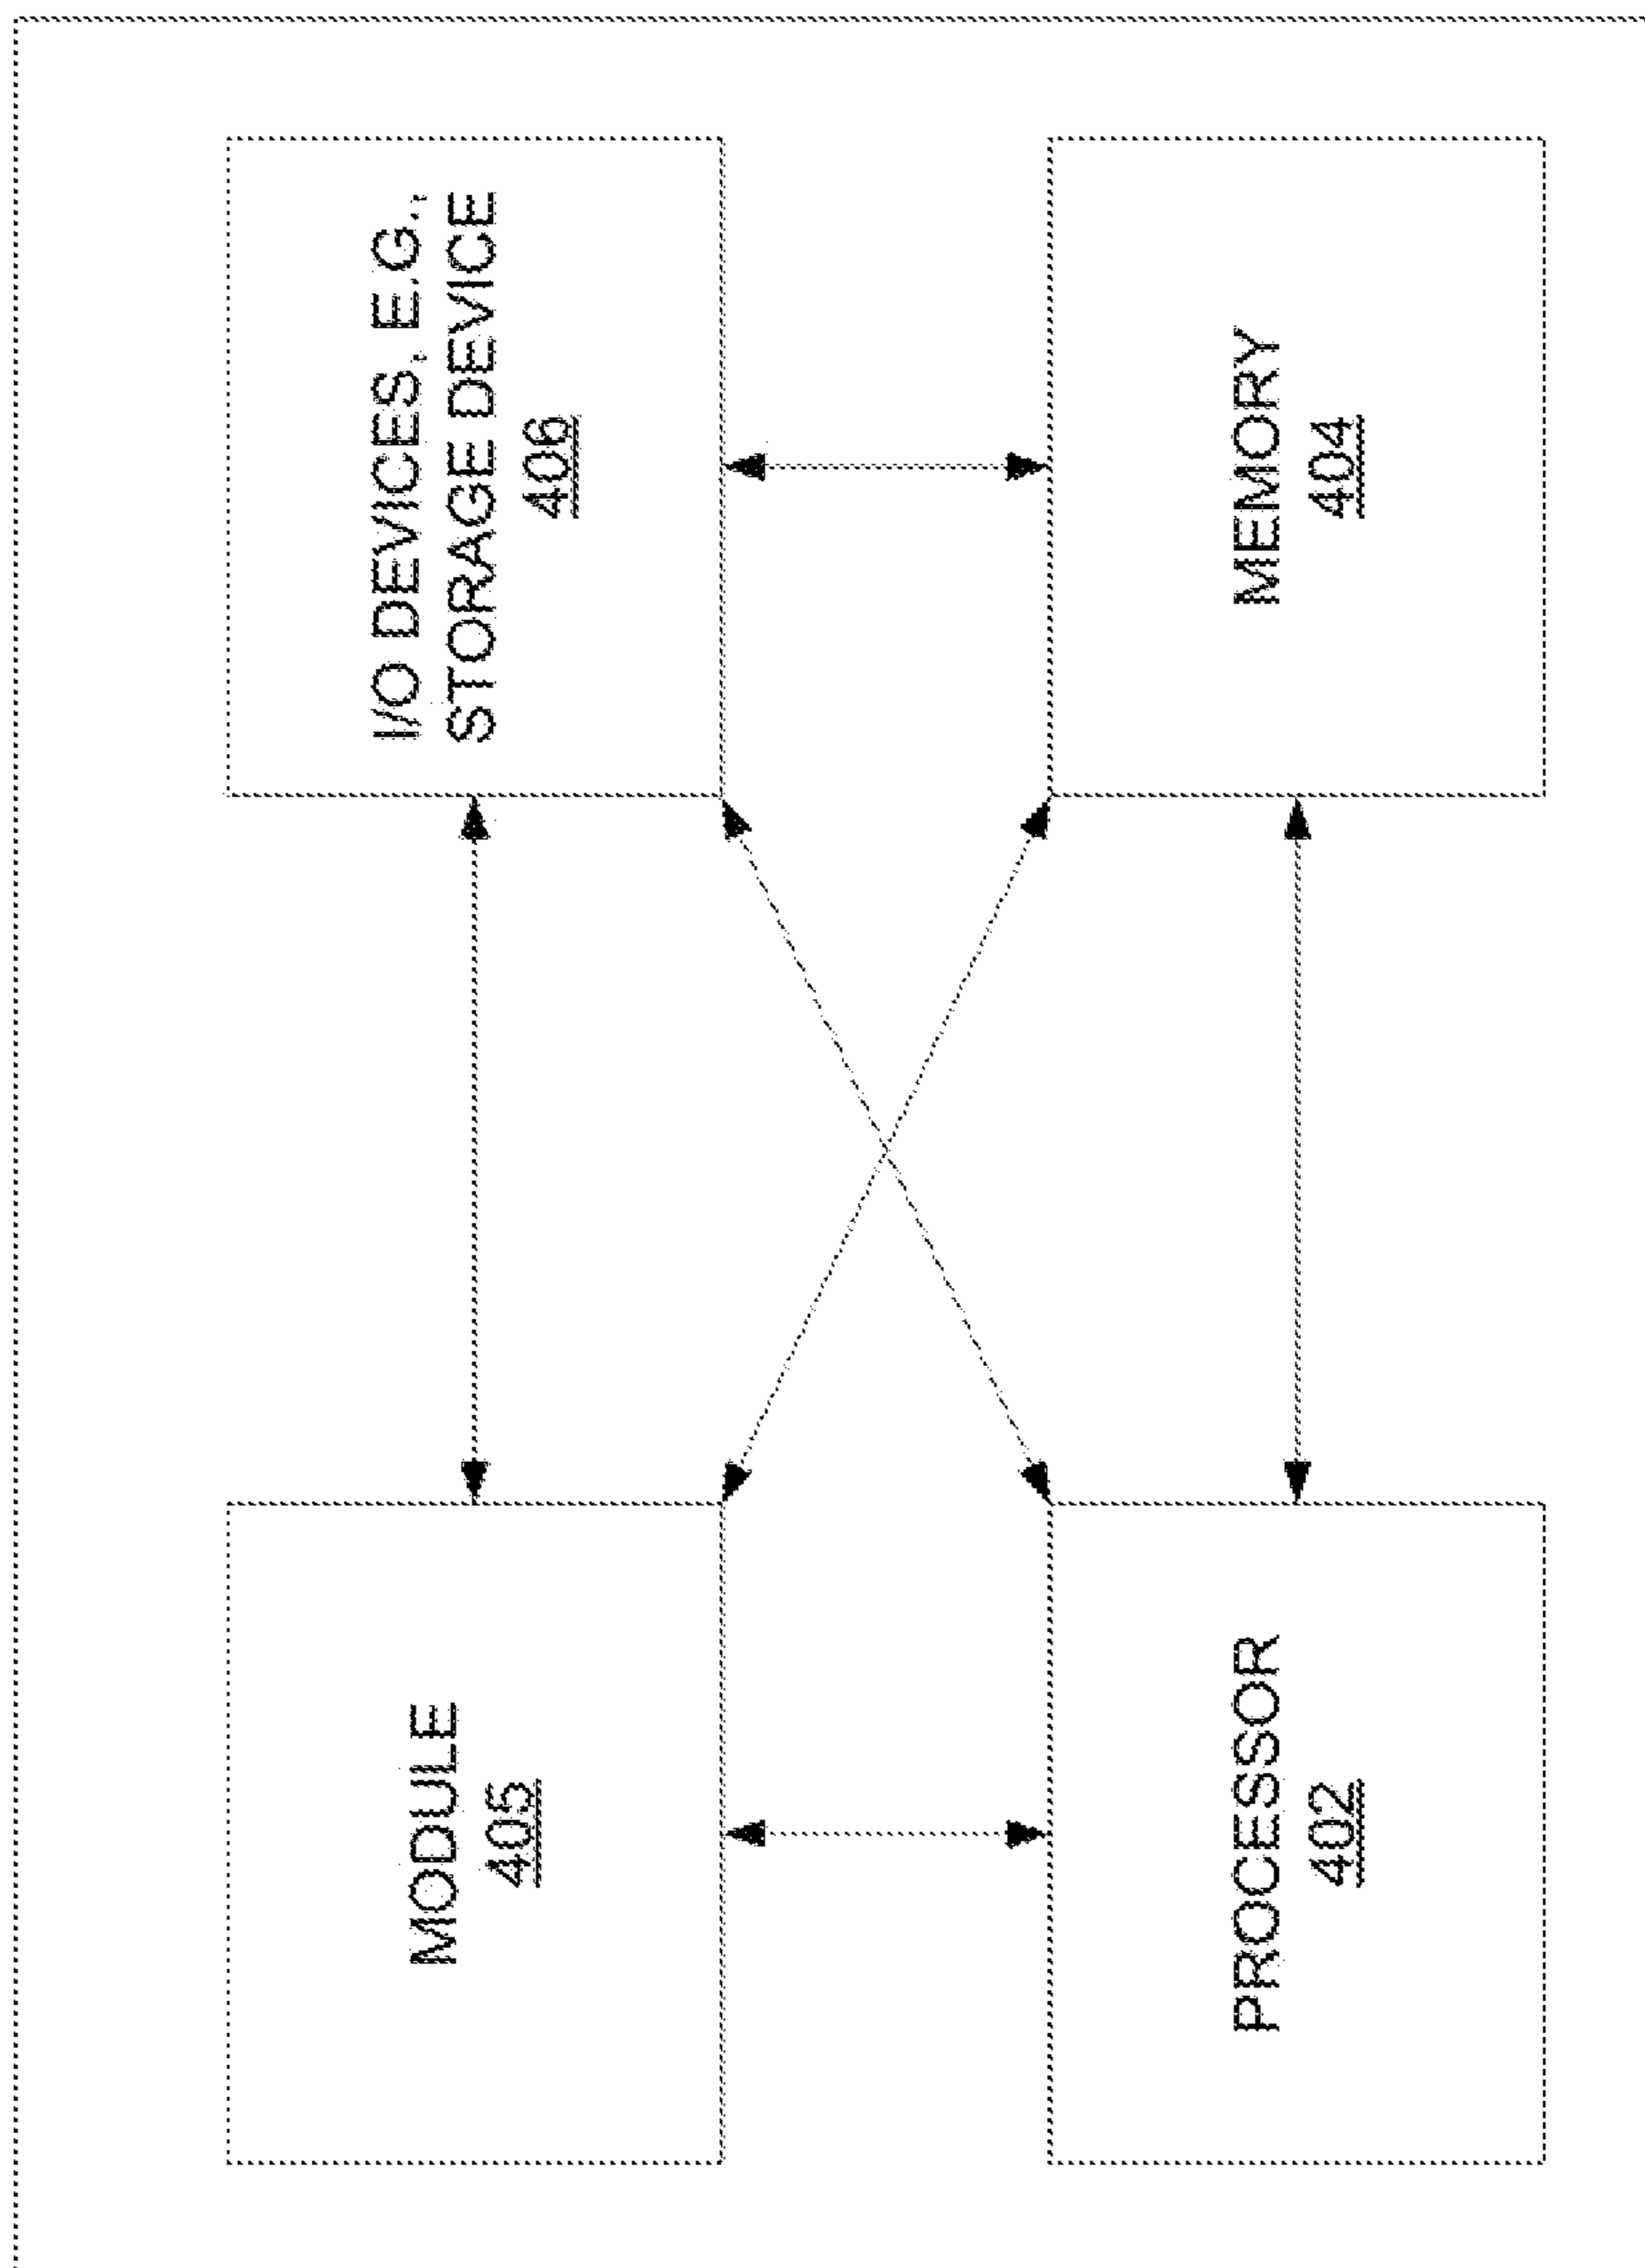 MODULE
405
I/O DEVICES, E.G.,
STORAGE DEVICE
406
PROCESSOR
402
MEMORY
404